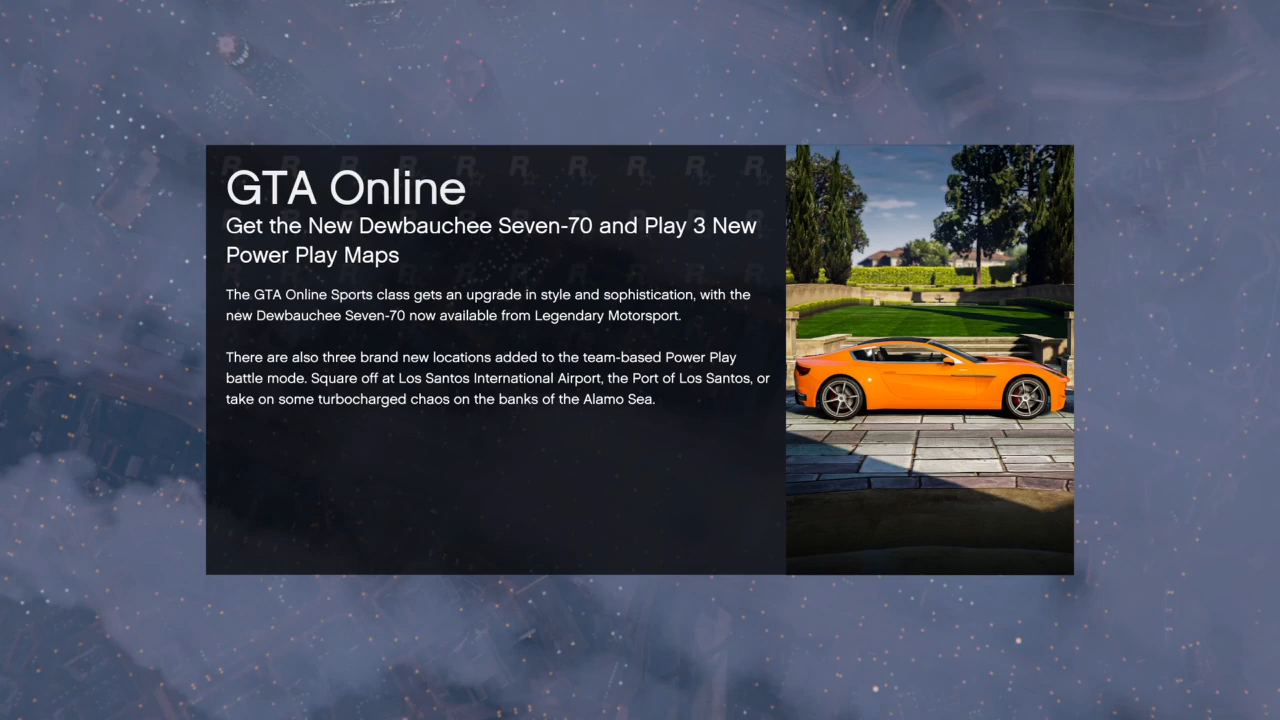 GTA Online
Get the New Dewbauchee Seven-70 and Play 3 New
Power Play Maps
The GTA Online Sports class gets an upgrade in style and sophistication, with the
new Dewbauchee Seven-70 now available from Legendary Motorsport.
There are also three brand new locations added to the team-based Power Play
battle mode. Square off at Los Santos International Airport, the Port of Los Santos, or
take on some turbocharged chaos on the banks of the Alamo Sea.